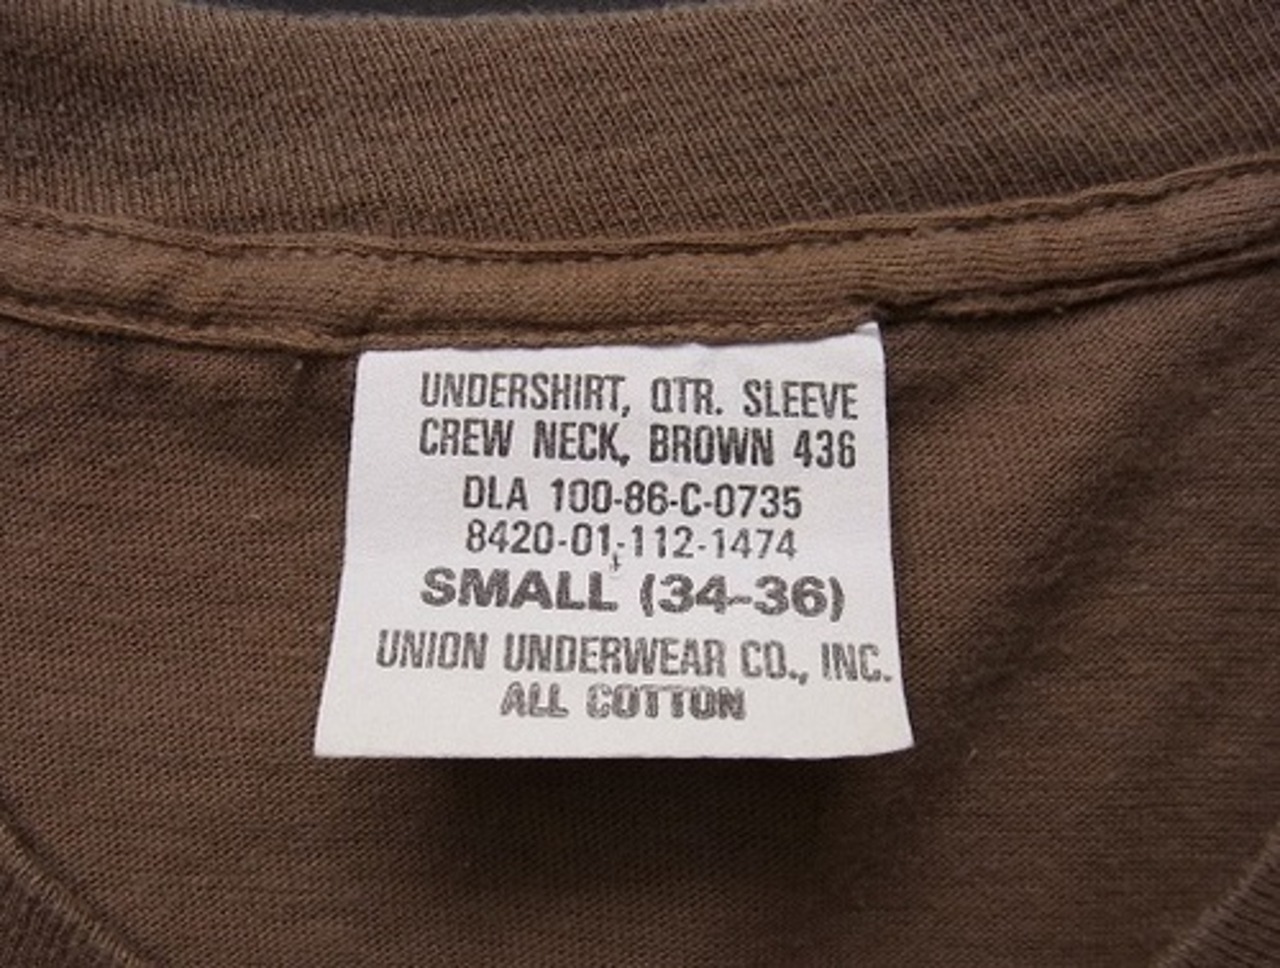 UNDERSHIRT, QTR. SLEEVE
CREW NECK, BROWN 436
DLA 100-86-C-0735
8420-01-112-1474
SMALL (34-36)
UNION UNDERWEAR CO., INC.
ALL COTTON